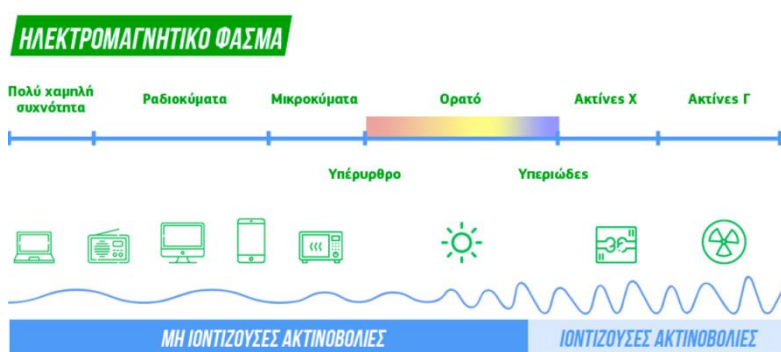 ΗΛΕΚΤΡΟΜΑΓΝΗΤΙΚΟ ΦΑΣΜΑ
Πολύ χαμηλή
συχνότητα
Ραδιοκύματα
Μικροκύματα
Ορατό
Ακτίνες Χ
Ακτίνες Γ
Υπέρυθρο
Υπεριώδες
ΜΗ ΙΟΝΤΙΖΟΥΣΕΣ ΑΚΤΙΝΟΒΟΛΙΕΣ
ΙΟΝΤΙΖΟΥΣΕΣ ΑΚΤΙΝΟΒΟΛΙΕΣ